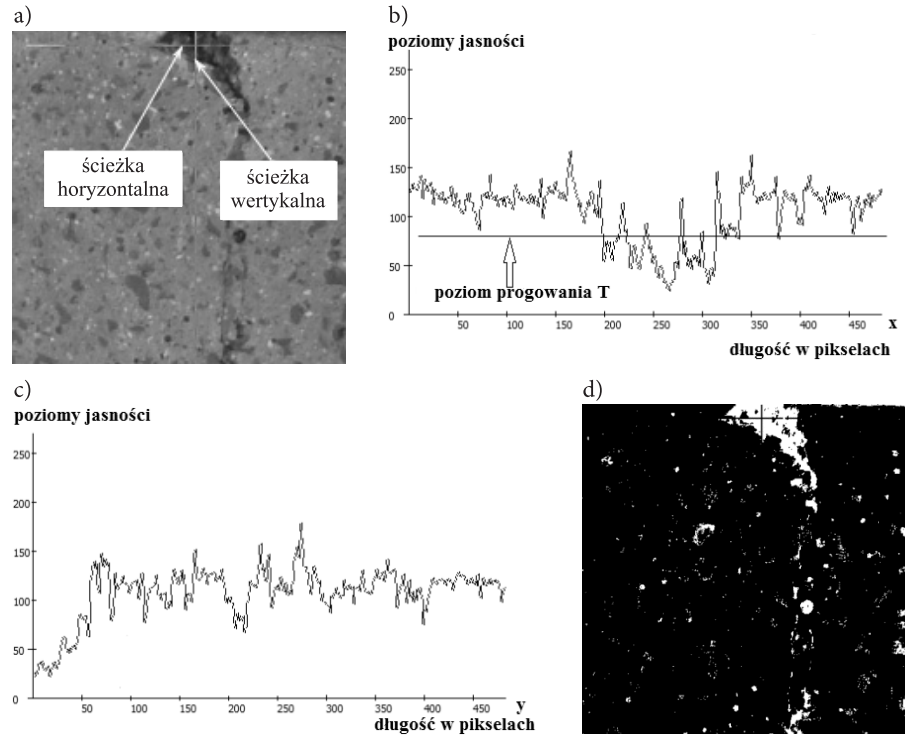 a)
ścieżka
horyzontalna
ścieżka
wertykalna
b)
poziomy jasności
250
200
150
100
50
0
poziom progowania T
50
100
150
200
250
300
350
400
450
x
długość w pikselach
c)
poziomy jasności
250
200
150
100
50
0
50
100
150
200
250
300
350
400
450
y
długość w pikselach
d)